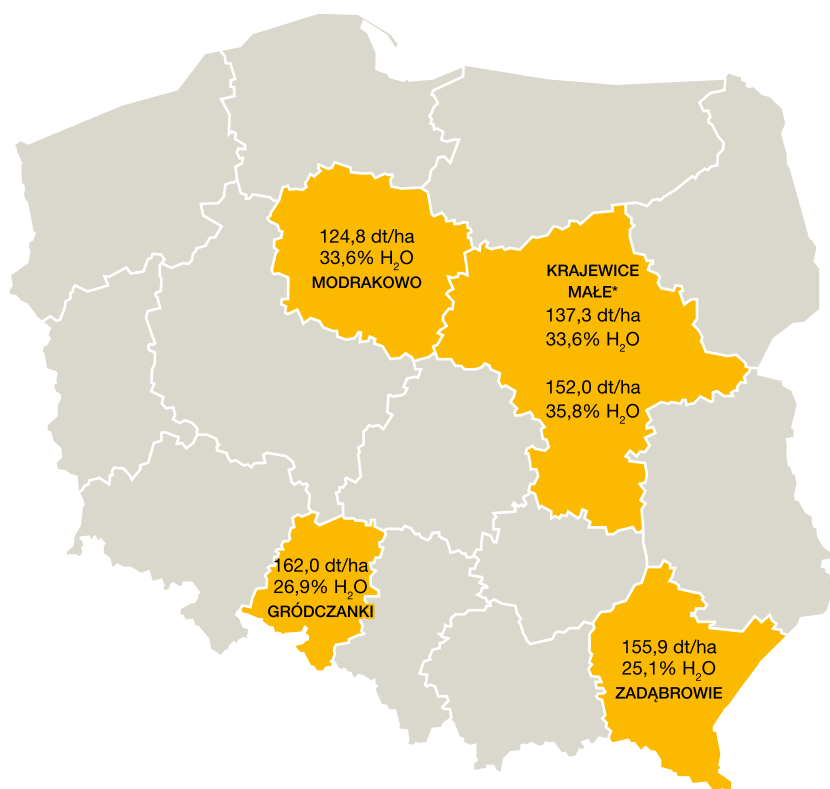 124,8 dt/ha
33,6% H₂O
MODRAKOWO
KRAJEWICE
MAŁE*
137,3 dt/ha
33,6% H₂O
152,0 dt/ha
35,8% H₂O
162,0 dt/ha
26,9% H₂O
GRÓDCZANKI
155,9 dt/ha
25,1% H₂O
ZADĄBROWIE